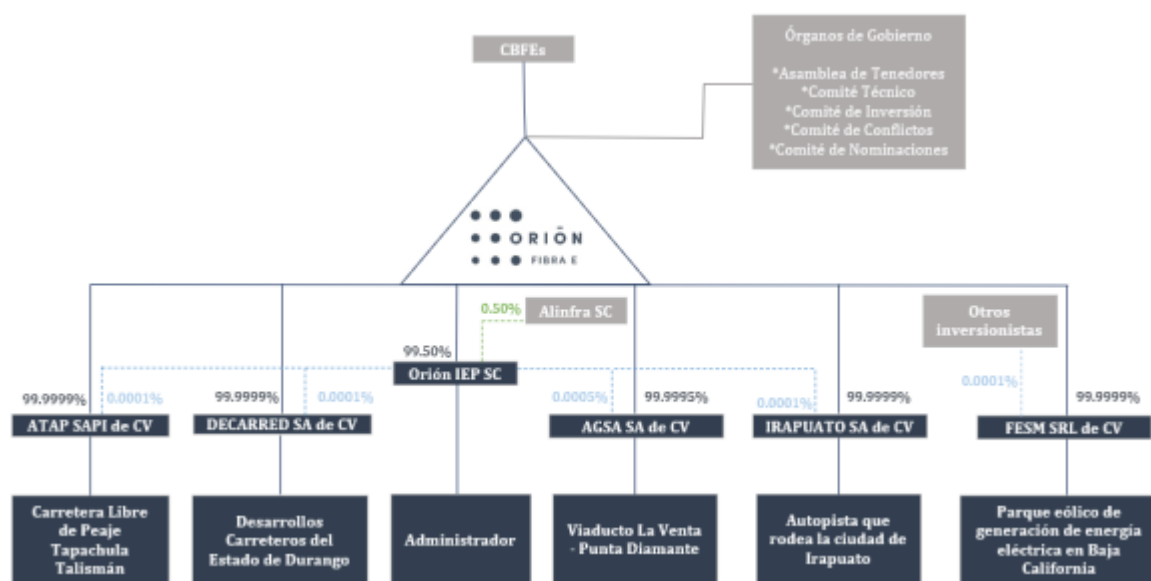 CBFEs
Órganos de Gobierno
*Asamblea de Tenedores
*Comité Técnico
*Comité de Inversión
*Comité de Conflictos
*Comité de Nominaciones
ORIÓN
FIBRA E
0.50%
Alinfra SC
Otros
inversionistas
99.50%
Orión IEP SC
99.9999%
0.0001%
99.9999%
0.0001%
0.0005%
99.9995%
0.0001%
99.9999%
0.0001%
99.9999%
ATAP SAPI de CV
DECARRED SA de CV
AGSA SA de CV
IRAPUATO SA de CV
FESM SRL de CV
Carretera Libre
de Peaje
Tapachula
Talismán
Desarrollos
Carreteros del
Estado de Durango
Administrador
Viaducto La Venta
- Punta Diamante
Autopista que
rodea la ciudad de
Irapuato
Parque eólico de
generación de energía
eléctrica en Baja
California